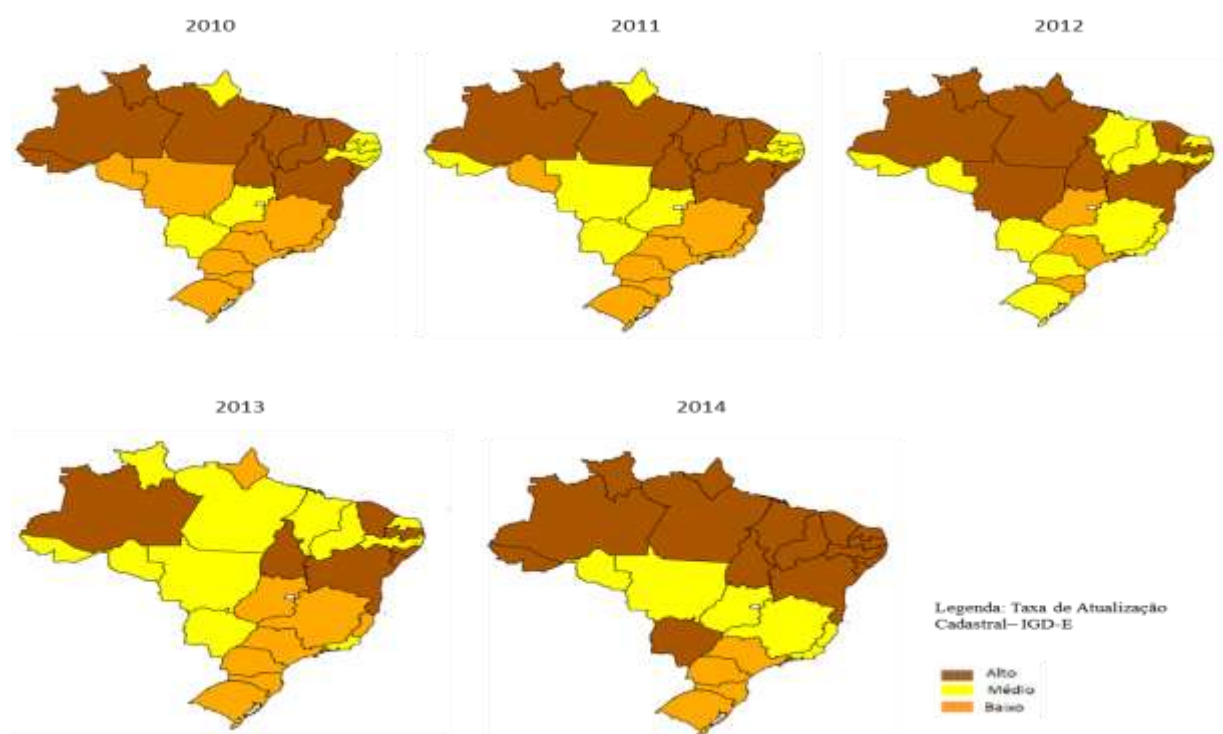 2010
2011
2012
2013
2014
Legenda: Taxa de Atualização
Cadastral– IGD-E
Alto
Médio
Baixo